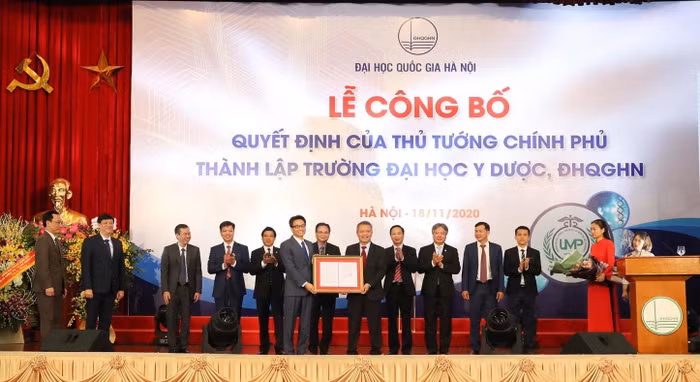 ĐHQGHN
ĐẠI HỌC QUỐC GIA HÀ NỘI
LỄ CÔNG BỐ
QUYẾT ĐỊNH CỦA THỦ TƯỚNG CHÍNH PHỦ
THÀNH LẬP TRƯỜNG ĐẠI HỌC Y DƯỢC, ĐHQGHN
HÀ NỘI - 18/11/2020
UMP